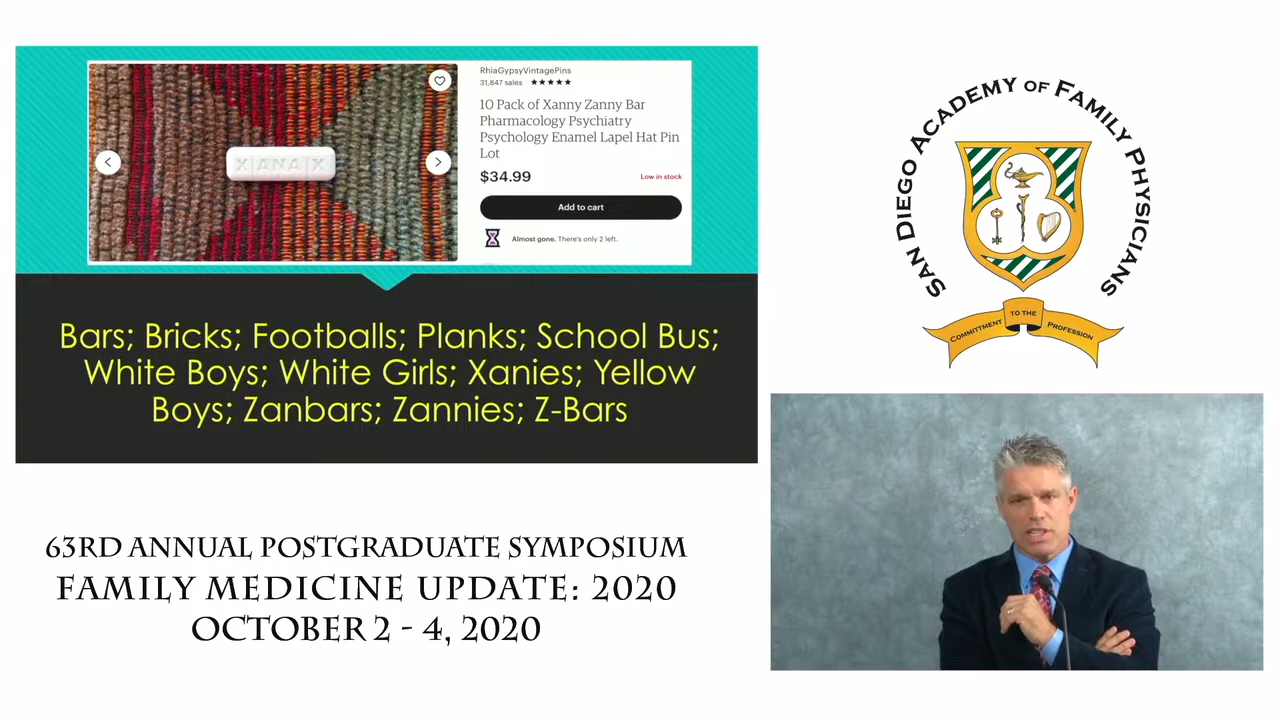 RhiaGypsyVintagePins
31,847 sales ★★★★★
10 Pack of Xanny Zanny Bar
Pharmacology Psychiatry
Psychology Enamel Lapel Hat Pin
Lot
$34.99
Low in stock
Add to cart
Almost gone. There's only 2 left.
XANAX
Bars; Bricks; Footballs; Planks; School Bus;
White Boys; White Girls; Xanies; Yellow
Boys; Zanbars; Zannies; Z-Bars
SAN DIEGO ACADEMY OF FAMILY PHYSICIANS
COMMITTMENT TO THE PROFESSION
63RD ANNUAL POSTGRADUATE SYMPOSIUM
FAMILY MEDICINE UPDATE: 2020
OCTOBER 2 - 4, 2020